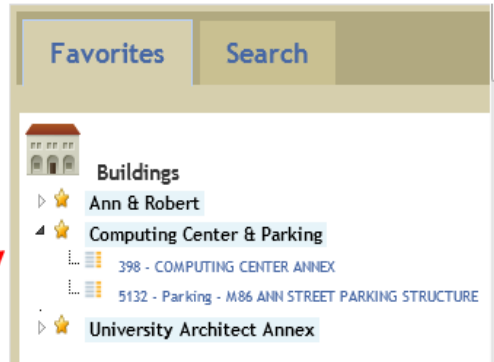 Favorites Search
Buildings
Ann & Robert
Computing Center & Parking
398 - COMPUTING CENTER ANNEX
5132 - Parking - M86 ANN STREET PARKING STRUCTURE
University Architect Annex